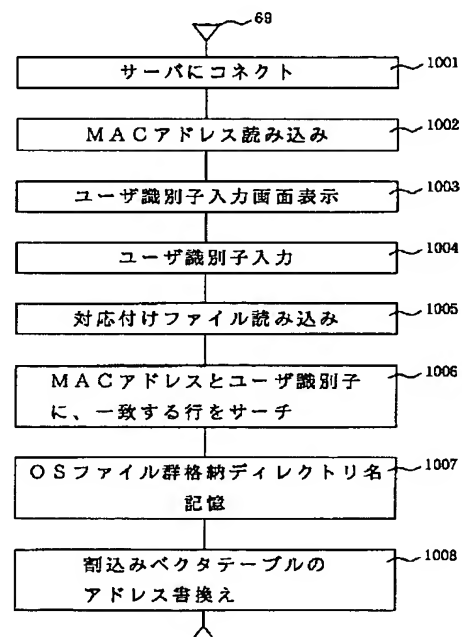 69
サーバにコネクト
1001
MACアドレス読み込み
1002
ユーザ識別子入力画面表示
1003
ユーザ識別子入力
1004
対応付けファイル読み込み
1005
MACアドレスとユーザ識別子
に、一致する行をサーチ
1006
OSファイル群格納ディレクトリ名
記憶
1007
割込みベクタテーブルの
アドレス書換え
1008